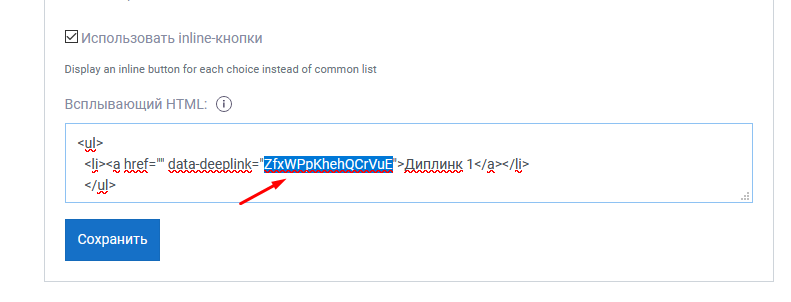 Использовать inline-кнопки
Display an inline button for each choice instead of common list
Всплывающий HTML: i
<ul>
<li><a href="" data-deeplink="ZfxWPpKhehQCrVuE">Диплинк 1</a></li>
</ul>
Сохранить